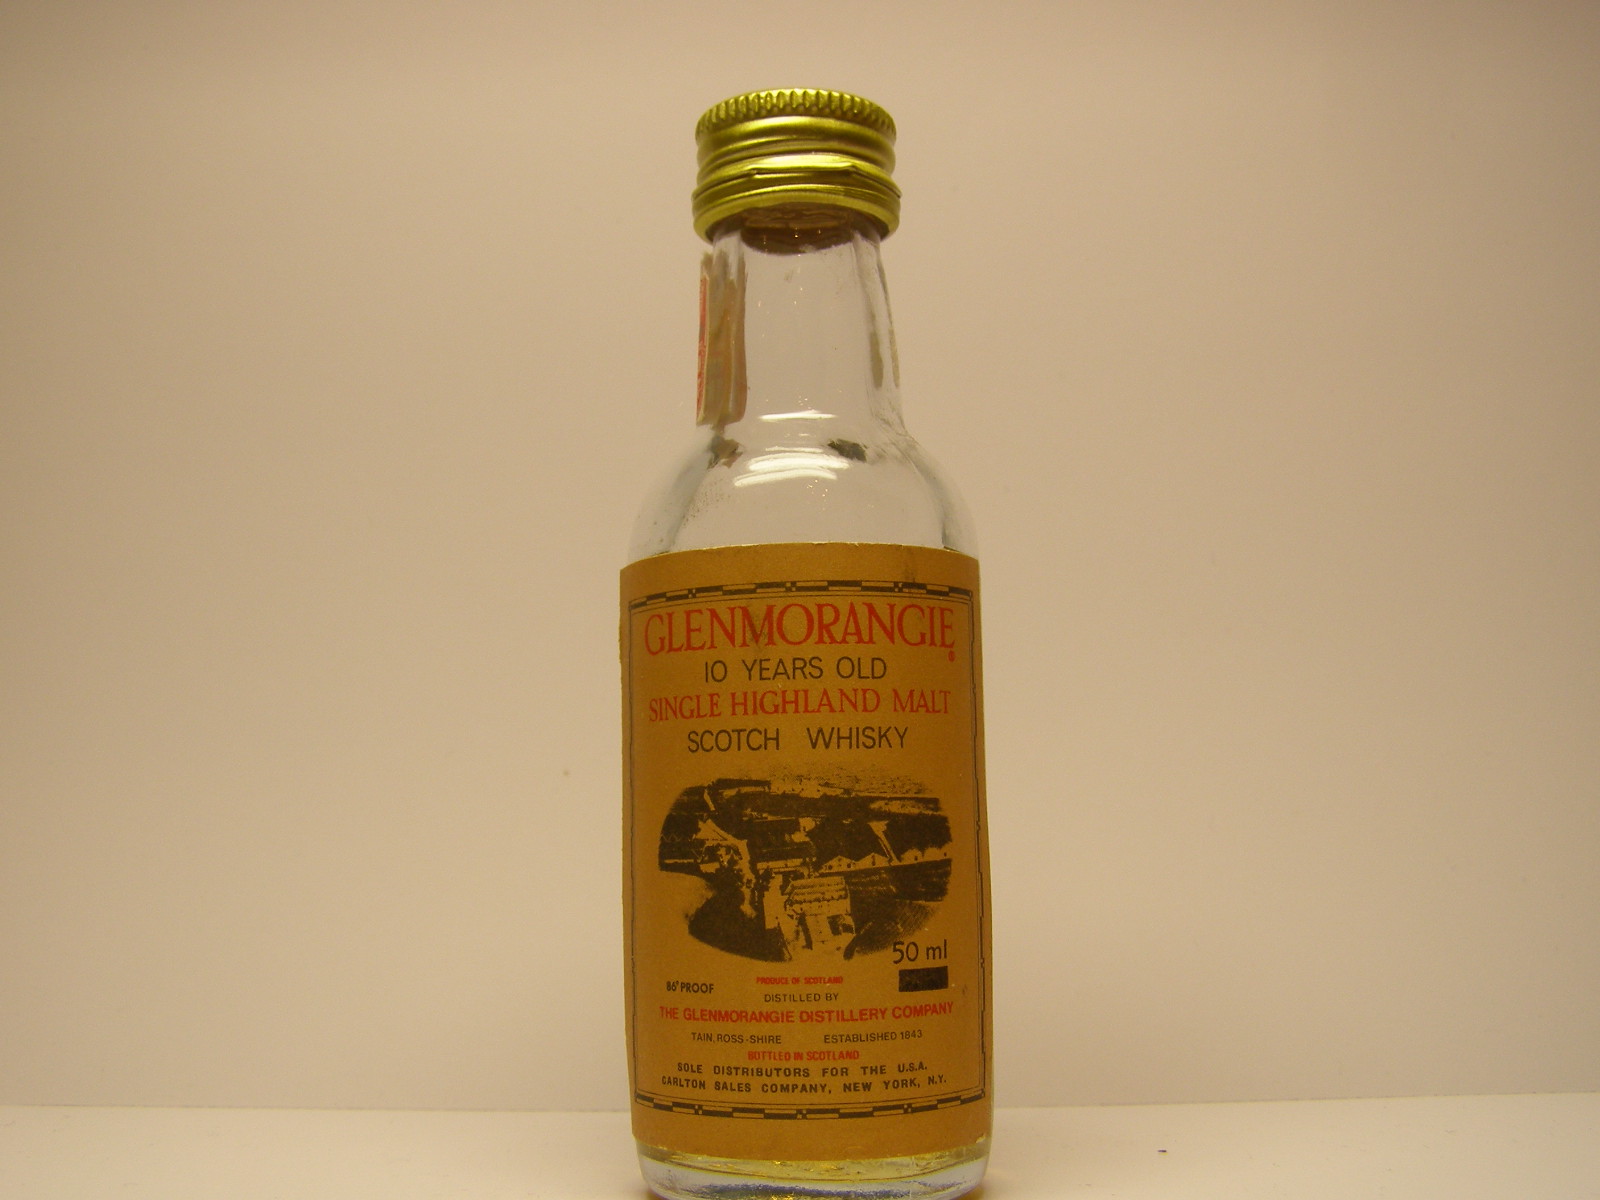 GLENMORANGIE®
10 YEARS OLD
SINGLE HIGHLAND MALT
SCOTCH WHISKY
50 ml
86° PROOF
PRODUCE OF SCOTLAND
DISTILLED BY
THE GLENMORANGIE DISTILLERY COMPANY
TAIN, ROSS-SHIRE ESTABLISHED 1843
BOTTLED IN SCOTLAND
SOLE DISTRIBUTORS FOR THE U.S.A.
CARLTON SALES COMPANY, NEW YORK, N.Y.